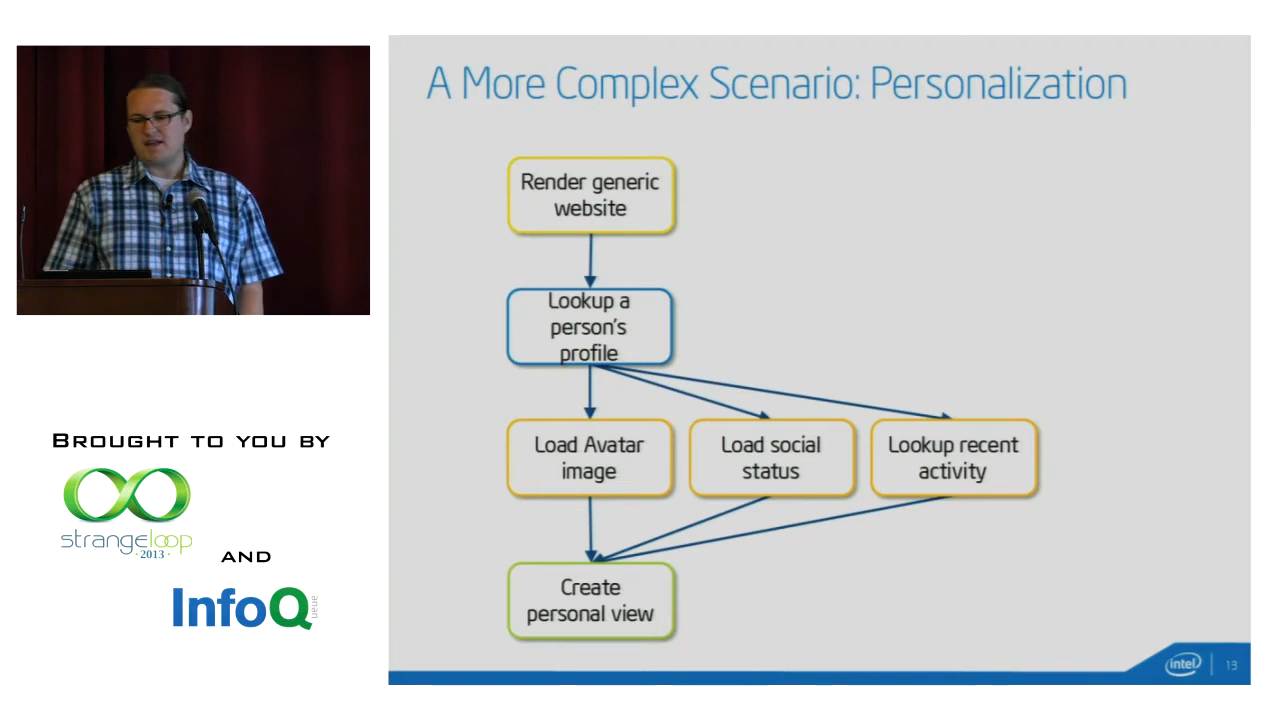 A More Complex Scenario: Personalization
Render generic
website
Lookup a
person's
profile
Load Avatar
image
Load social
status
Lookup recent
activity
Create
personal view
BROUGHT TO YOU BY
strangeloop
· 2013 ·
AND
InfoQ
ueue
intel
13